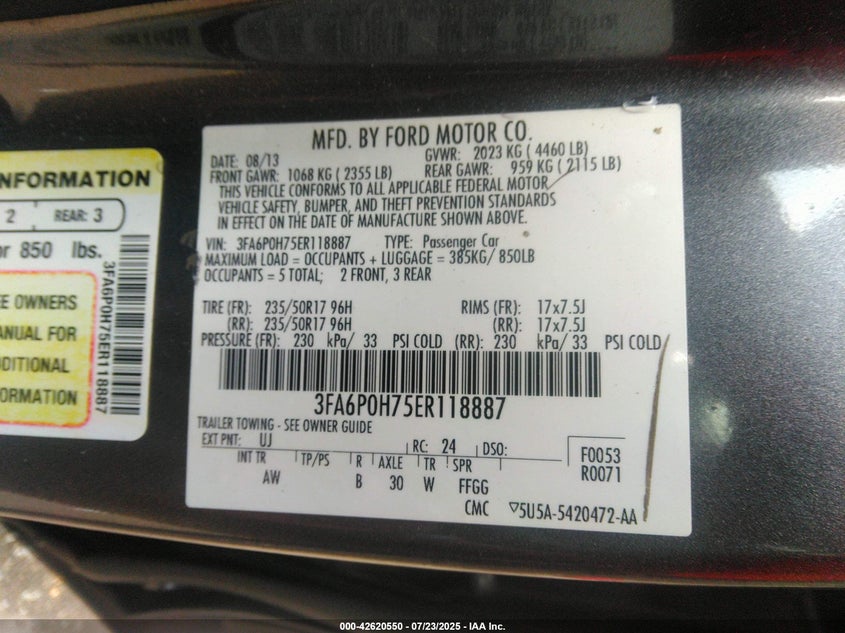 MFD. BY FORD MOTOR CO.
DATE: 08/13 GVWR: 2023 KG ( 4460 LB)
FRONT GAWR: 1068 KG ( 2355 LB) REAR GAWR: 959 KG ( 2115 LB)
THIS VEHICLE CONFORMS TO ALL APPLICABLE FEDERAL MOTOR
VEHICLE SAFETY, BUMPER, AND THEFT PREVENTION STANDARDS
IN EFFECT ON THE DATE OF MANUFACTURE SHOWN ABOVE.
VIN: 3FA6P0H75ER118887 TYPE: Passenger Car
MAXIMUM LOAD = OCCUPANTS + LUGGAGE = 385KG/ 850LB
OCCUPANTS = 5 TOTAL; 2 FRONT, 3 REAR
TIRE (FR): 235/50R17 96H RIMS (FR): 17x7.5J
(RR): 235/50R17 96H (RR): 17x7.5J
PRESSURE (FR): 230 kPa/ 33 PSI COLD (RR): 230 kPa/ 33 PSI COLD
3FA6P0H75ER118887
TRAILER TOWING - SEE OWNER GUIDE
EXT PNT: UJ RC: 24 DSO: F0053
INT TR TP/PS R AXLE TR SPR R0071
AW B 30 W FFGG
CMC ▽5U5A-5420472-AA
NFORMATION
2 REAR: 3
or 850 lbs.
EE OWNERS
MANUAL FOR
DDITIONAL
FORMATION
3FA6P0H75ER118887
000-42620550 - 07/23/2025 - IAA Inc.